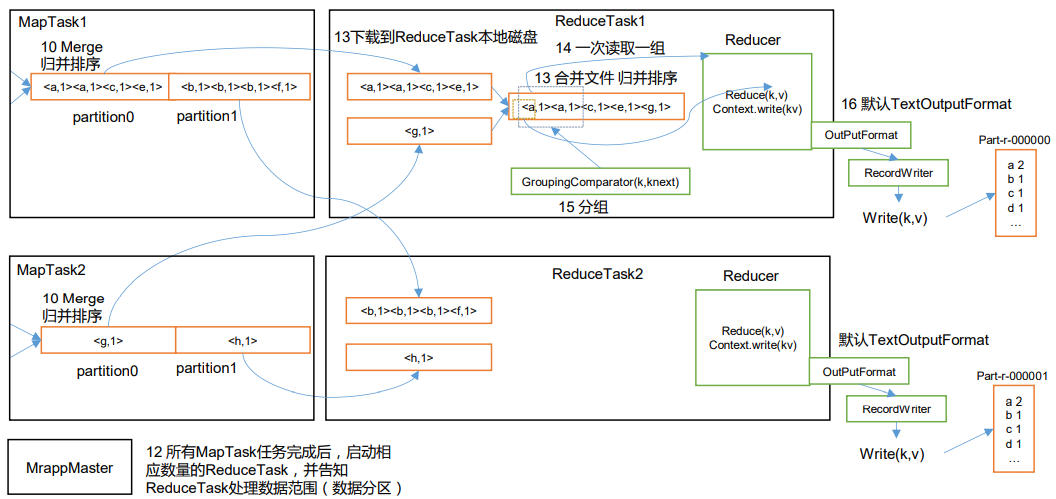 MapTask1
10 Merge
归并排序
<a,1><a,1><c,1><e,1>
<b,1><b,1><b,1><f,1>
partition0
partition1
ReduceTask1
13下载到ReduceTask本地磁盘
14 一次读取一组
Reducer
<a,1><a,1><c,1><e,1>
13 合并文件 归并排序
<a,1><a,1><c,1><e,1><g,1>
<g,1>
Reduce(k,v)
Context.write(kv)
GroupingComparator(k,knext)
15 分组
16 默认TextOutputFormat
OutPutFormat
RecordWriter
Write(k,v)
Part-r-000000
a 2
b 1
c 1
d 1
...
MapTask2
10 Merge
归并排序
<g,1>
<h,1>
partition0
partition1
ReduceTask2
Reducer
<b,1><b,1><b,1><f,1>
<h,1>
Reduce(k,v)
Context.write(kv)
默认TextOutputFormat
OutPutFormat
RecordWriter
Write(k,v)
Part-r-000001
a 2
b 1
c 1
d 1
...
MrappMaster
12 所有MapTask任务完成后，启动相
应数量的ReduceTask，并告知
ReduceTask处理数据范围（数据分区）